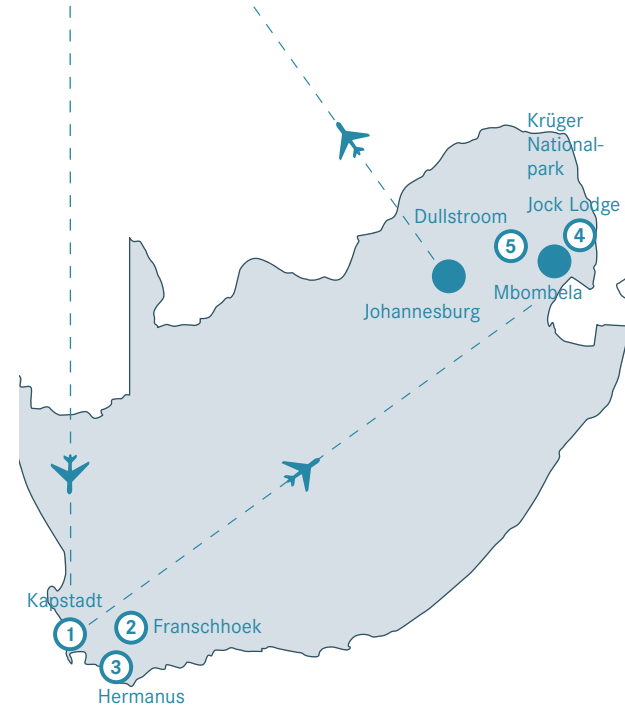 Krüger
National-
park
Jock Lodge
Dullstroom
4
5
Mbombela
Johannesburg
Kapstadt
1
2
Franschhoek
3
Hermanus